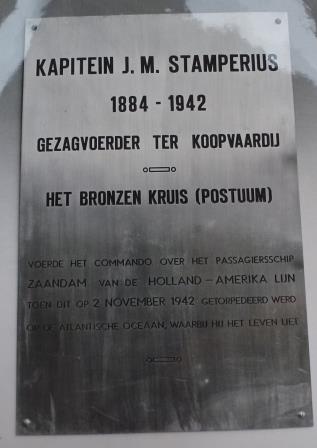 KAPITEIN J. M. STAMPERIUS
1884 - 1942
GEZAGVOERDER TER KOOPVAARDIJ
HET BRONZEN KRUIS (POSTUUM)
VOERDE HET COMMANDO OVER HET PASSAGIERSSCHIP
ZAANDAM VAN DE HOLLAND - AMERIKA LIJN
TOEN DIT OP 2 NOVEMBER 1942 GETORPEDEERD WERD
OP DE ATLANTISCHE OCEAAN, WAARBIJ HIJ HET LEVEN LIET